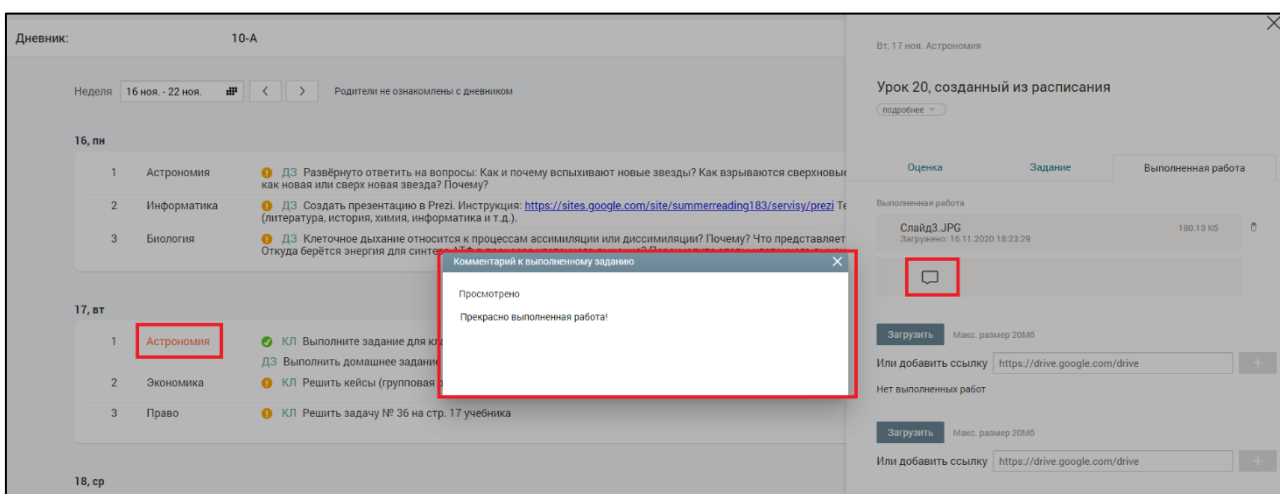 Дневник:
10-А
Неделя 16 ноя. - 22 ноя.
Родители не ознакомлены с дневником
16, пн
1 Астрономия ДЗ Развёрнуто ответить на вопросы: Как и почему вспыхивают новые звезды? Как взрываются сверхновые
как новая или сверх новая звезда? Почему?
2 Информатика ДЗ Создать презентацию в Prezi. Инструкция: https://sites.google.com/site/summerreading183/servisy/prezi Те
(литература, история, химия, информатика и т.д.).
3 Биология ДЗ Клеточное дыхание относится к процессам ассимиляции или диссимиляции? Почему? Что представляет
Откуда берётся энергия для синтеза АТФ
17, вт
1 Астрономия КЛ Выполните задание для кл
ДЗ Выполнить домашнее задание
2 Экономика КЛ Решить кейсы (групповая
3 Право КЛ Решить задачу № 36 на стр. 17 учебника
18, ср
Комментарий к выполненному заданию
Просмотрено
Прекрасно выполненная работа!
Вт, 17 ноя. Астрономия
Урок 20, созданный из расписания
подробнее
Оценка Задание Выполненная работа
Выполненная работа
Слайд3.JPG 180.13 Кб
Загружено: 16.11.2020 18:23:29
Загрузить Макс. размер 20Мб
Или добавить ссылку https://drive.google.com/drive +
Нет выполненных работ
Загрузить Макс. размер 20Мб
Или добавить ссылку https://drive.google.com/drive +